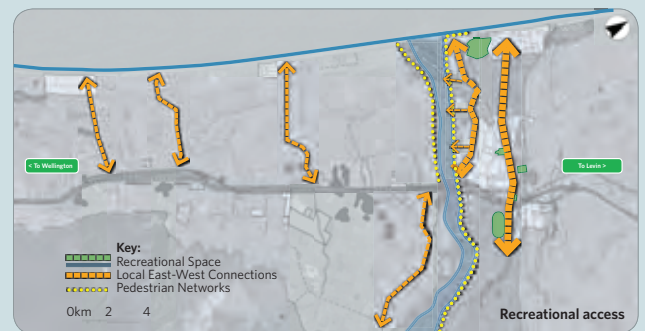 < To Wellington
To Levin >
Key:
Recreational Space
Local East-West Connections
Pedestrian Networks
0km 2 4
Recreational access